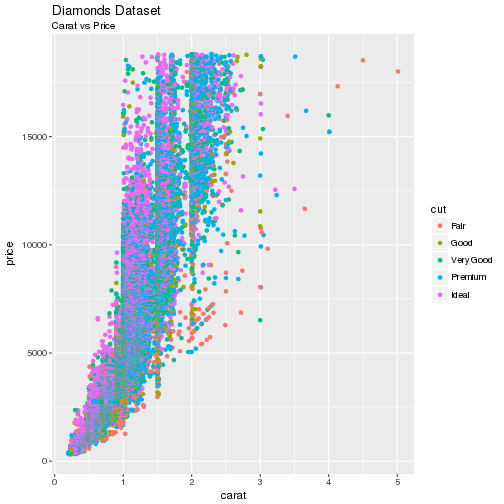 Diamonds Dataset
Carat vs Price
price
15000
10000
5000
0
0
1
2
3
4
5
carat
cut
Fair
Good
Very Good
Premium
Ideal